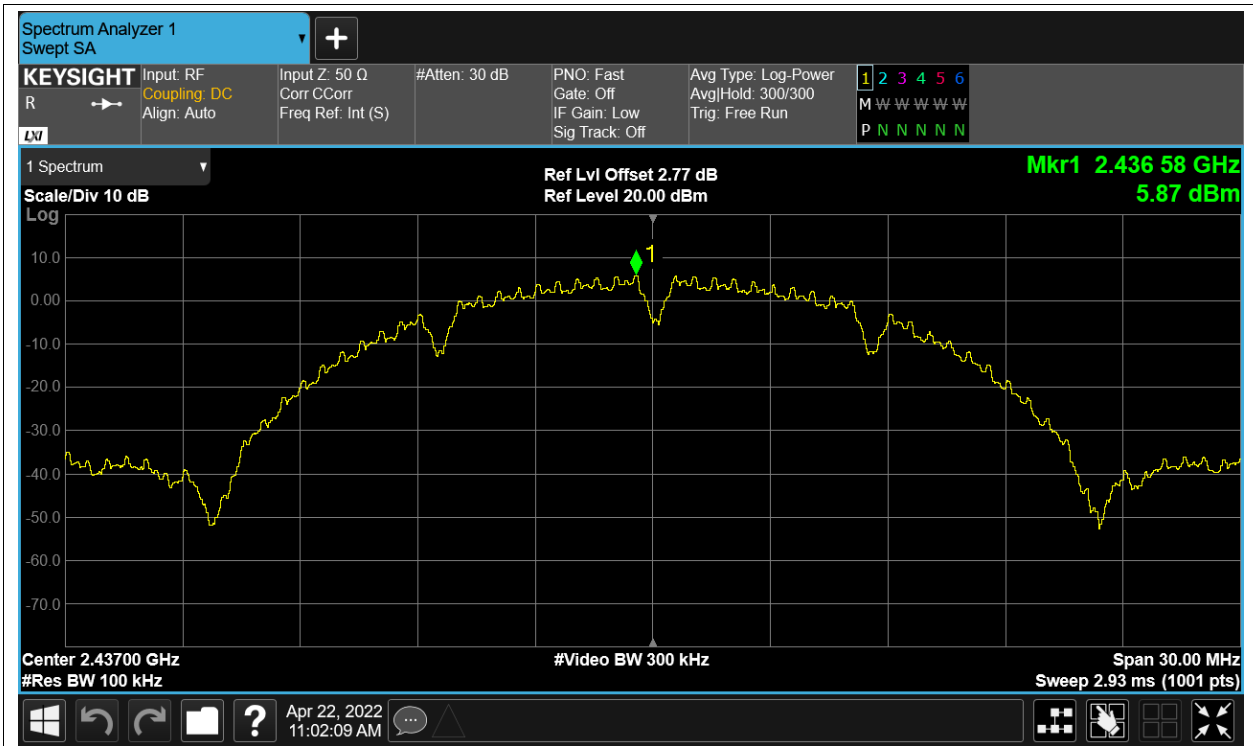 Spectrum Analyzer 1
Swept SA
KEYSIGHT
R
LXI
Input: RF
Coupling: DC
Align: Auto
Input Z: 50 Ω
Corr CCorr
Freq Ref: Int (S)
#Atten: 30 dB
PNO: Fast
Gate: Off
IF Gain: Low
Sig Track: Off
Avg Type: Log-Power
Avg|Hold: 300/300
Trig: Free Run
1 2 3 4 5 6
M W W W W W
P N N N N N
1 Spectrum
Scale/Div 10 dB
Log
Ref Lvl Offset 2.77 dB
Ref Level 20.00 dBm
Mkr1 2.436 58 GHz
5.87 dBm
1
10.0
0.00
-10.0
-20.0
-30.0
-40.0
-50.0
-60.0
-70.0
Center 2.43700 GHz
#Res BW 100 kHz
#Video BW 300 kHz
Span 30.00 MHz
Sweep 2.93 ms (1001 pts)
?
Apr 22, 2022
11:02:09 AM